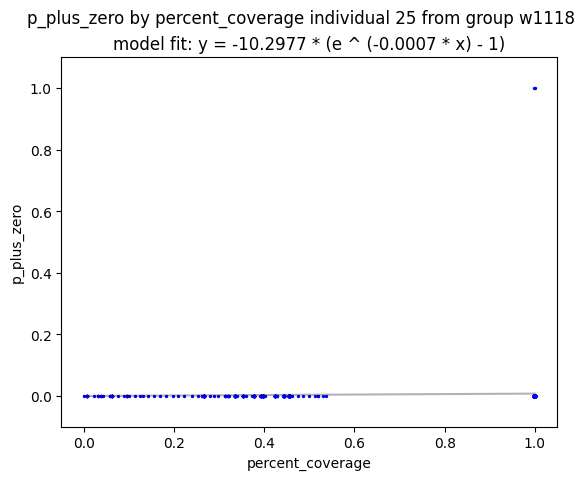 p_plus_zero by percent_coverage individual 25 from group w1118
model fit: y = -10.2977 * (e ^ (-0.0007 * x) - 1)
1.0
0.8
0.6
0.4
0.2
0.0
p_plus_zero
0.0 0.2 0.4 0.6 0.8 1.0
percent_coverage